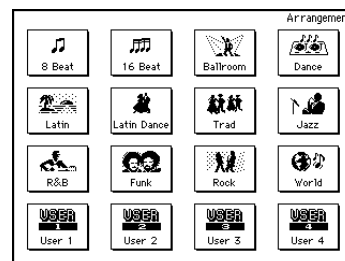 Arrangemen
8 Beat
16 Beat
Ballroom
Dance
Latin
Latin Dance
Trad
Jazz
R&B
Funk
Rock
World
USER 1
User 1
USER 2
User 2
USER 3
User 3
USER 4
User 4